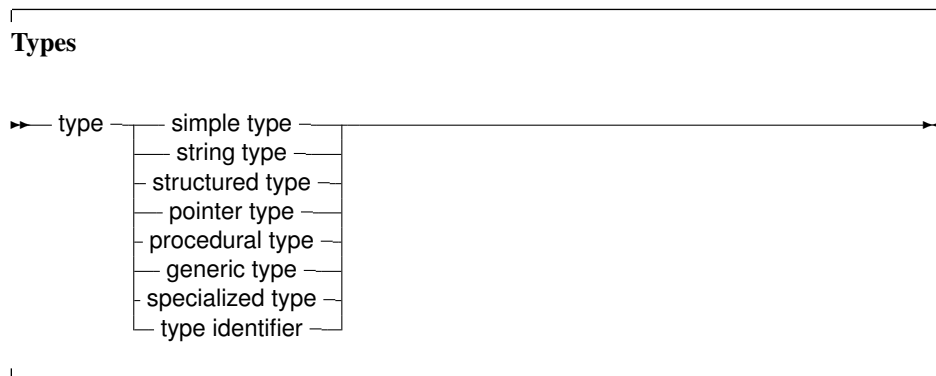 Types
type simple type
string type
structured type
pointer type
procedural type
generic type
specialized type
type identifier